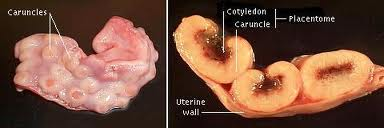 Caruncles
Cotyledon
Caruncle
Placentome
Uterine
wall